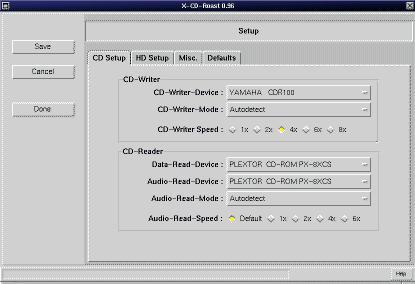 X-CD-Roast 0.96
Setup
Save
Cancel
Done
CD Setup HD Setup Misc. Defaults
CD-Writer
CD-Writer-Device : YAMAHA CDR100
CD-Writer-Mode : Autodetect
CD-Writer Speed : 1x 2x 4x 6x 8x
CD-Reader
Data-Read-Device : PLEXTOR CD-ROM PX-8XCS
Audio-Read-Device : PLEXTOR CD-ROM PX-8XCS
Audio-Read-Mode : Autodetect
Audio-Read-Speed : Default 1x 2x 4x 6x
Help